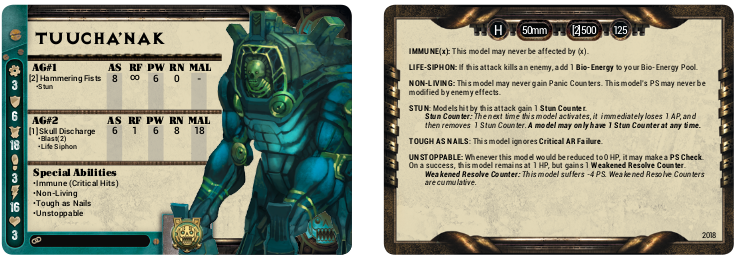 TUUCHA'NAK
AG#1 AS RF PW RN MAL
[2] Hammering Fists 8 ∞ 6 0 -
•Stun
AG#2 AS RF PW RN MAL
[1] Skull Discharge 6 1 6 8 18
•Blast(2)
•Life Siphon
Special Abilities
•Immune (Critical Hits)
•Non-Living
•Tough as Nails
•Unstoppable
3
6
18
3
16
3
H 50mm [2]500 125
IMMUNE(x): This model may never be affected by (x).
LIFE-SIPHON: If this attack kills an enemy, add 1 Bio-Energy to your Bio-Energy Pool.
NON-LIVING: This model may never gain Panic Counters. This model's PS may never be
modified by enemy effects.
STUN: Models hit by this attack gain 1 Stun Counter.
Stun Counter: The next time this model activates, it immediately loses 1 AP, and
then removes 1 Stun Counter. A model may only have 1 Stun Counter at any time.
TOUGH AS NAILS: This model ignores Critical AR Failure.
UNSTOPPABLE: Whenever this model would be reduced to 0 HP, it may make a PS Check.
On a success, this model remains at 1 HP, but gains 1 Weakened Resolve Counter.
Weakened Resolve Counter: This model suffers -4 PS. Weakened Resolve Counters
are cumulative.
2018